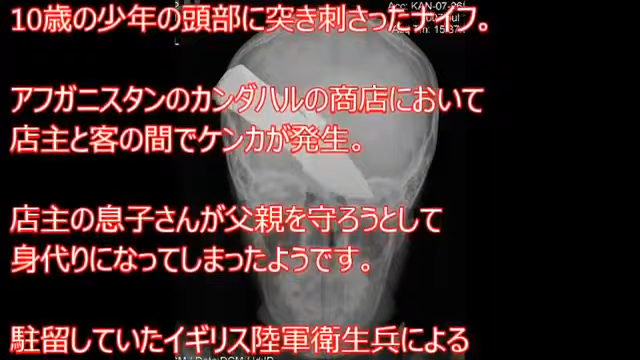 10歳の少年の頭部に突き刺さったナイフ。
アフガニスタンのカンダハルの商店において
店主と客の間でケンカが発生。
店主の息子さんが父親を守ろうとして
身代りになってしまったようです。
駐留していたイギリス陸軍衛生兵による